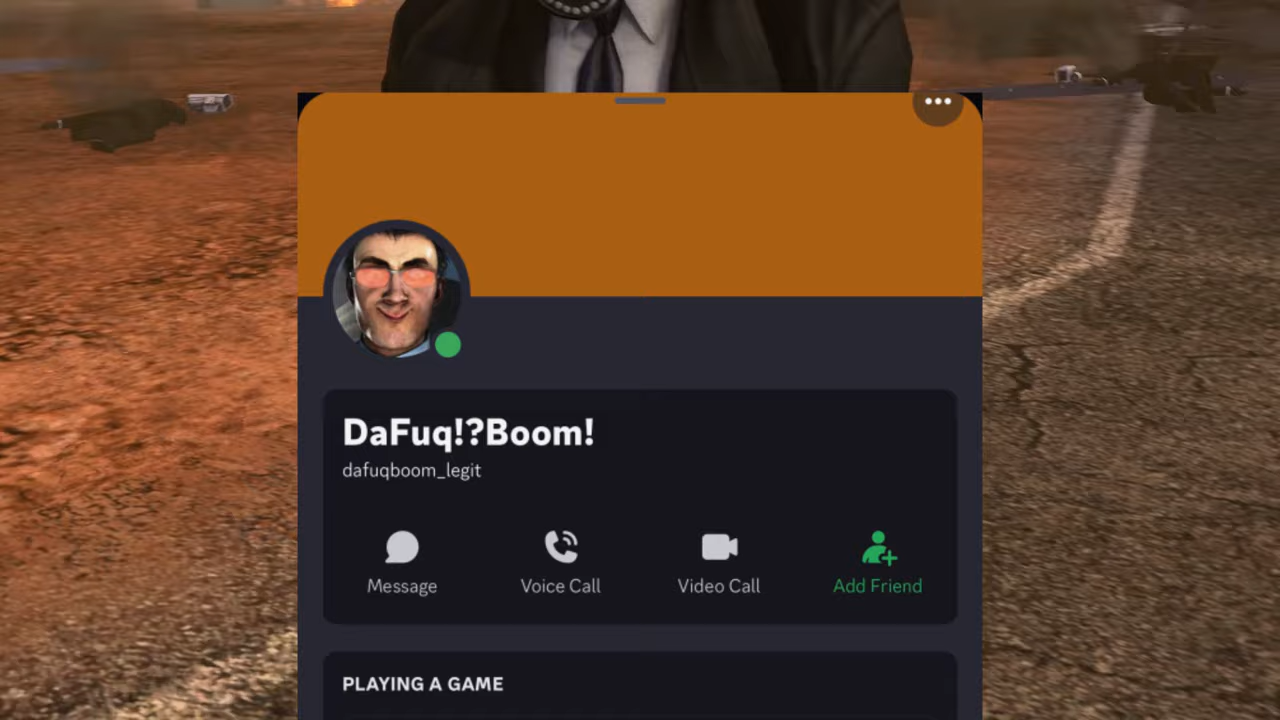 DaFuq!?Boom!
dafuqboom_legit
Message Voice Call Video Call Add Friend
PLAYING A GAME